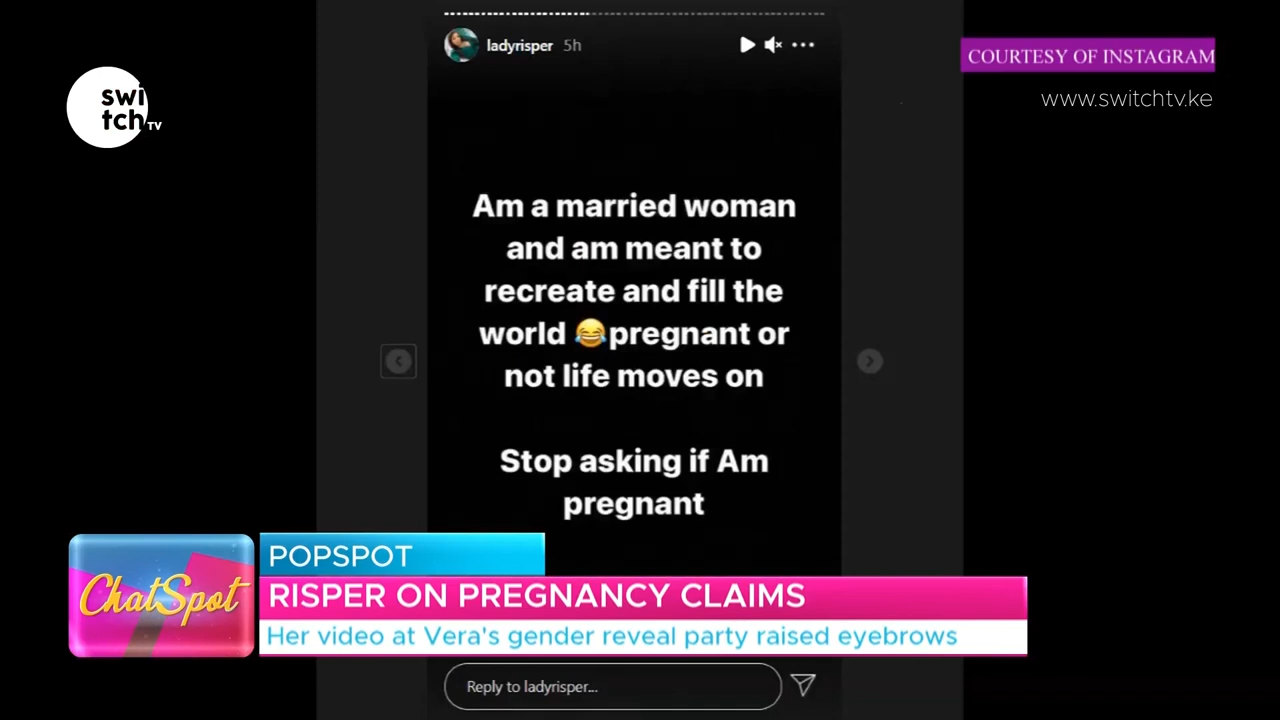 ladyrisper 5h
COURTESY OF INSTAGRAM
www.switchtv.ke
swi
tch TV
Am a married woman
and am meant to
recreate and fill the
world 😂pregnant or
not life moves on
Stop asking if Am
pregnant
POPSPOT
ChatSpot
RISPER ON PREGNANCY CLAIMS
Her video at Vera's gender reveal party raised eyebrows
Reply to ladyrisper...